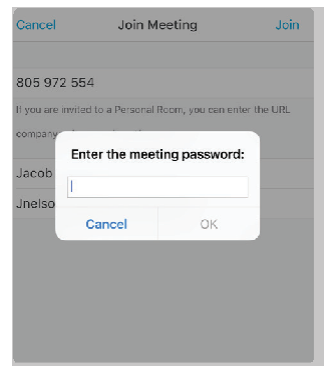 Cancel Join Meeting Join
805 972 554
If you are invited to a Personal Room, you can enter the URL
company
Enter the meeting password:
Jacob
Jnelso
Cancel OK